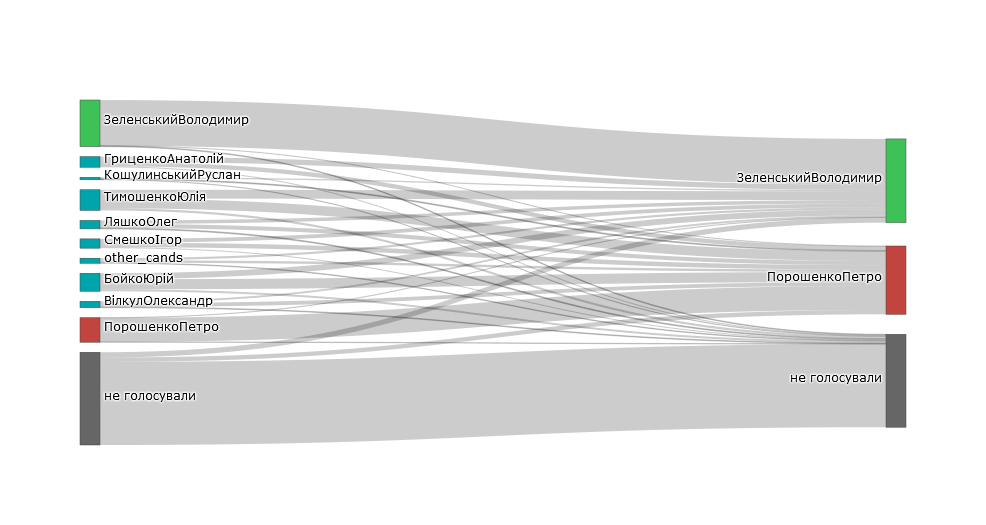 ЗеленськийВолодимир
ГриценкоАнатолій
КошулинськийРуслан
ТимошенкоЮлія
ЛяшкоОлег
СмешкоІгор
other_cands
БойкоЮрій
ВілкулОлександр
ПорошенкоПетро
не голосували
ЗеленськийВолодимир
ПорошенкоПетро
не голосували